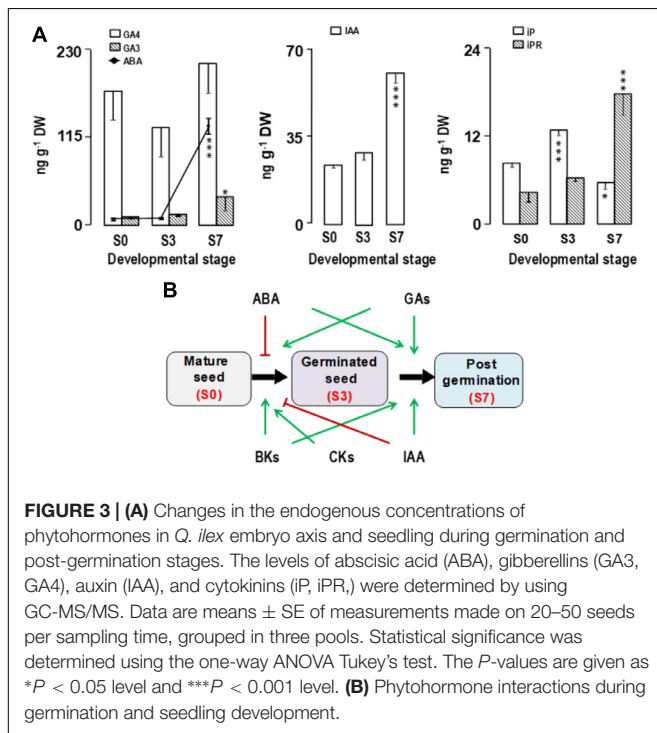 A
GA4
GA3
ABA
230
115
0
ng g-1 DW
***
*
S0 S3 S7
Developmental stage
IAA
70
35
0
ng g-1 DW
***
S0 S3 S7
Developmental stage
iP
iPR
24
12
0
ng g-1 DW
***
*
***
S0 S3 S7
Developmental stage
B
ABA GAs
Mature
seed
(S0)
Germinated
seed
(S3)
Post
germination
(S7)
BKs CKs IAA
FIGURE 3 | (A) Changes in the endogenous concentrations of
phytohormones in Q. ilex embryo axis and seedling during germination and
post-germination stages. The levels of abscisic acid (ABA), gibberellins (GA3,
GA4), auxin (IAA), and cytokinins (iP, iPR,) were determined by using
GC-MS/MS. Data are means ± SE of measurements made on 20–50 seeds
per sampling time, grouped in three pools. Statistical significance was
determined using the one-way ANOVA Tukey's test. The P-values are given as
*P < 0.05 level and ***P < 0.001 level. (B) Phytohormone interactions during
germination and seedling development.